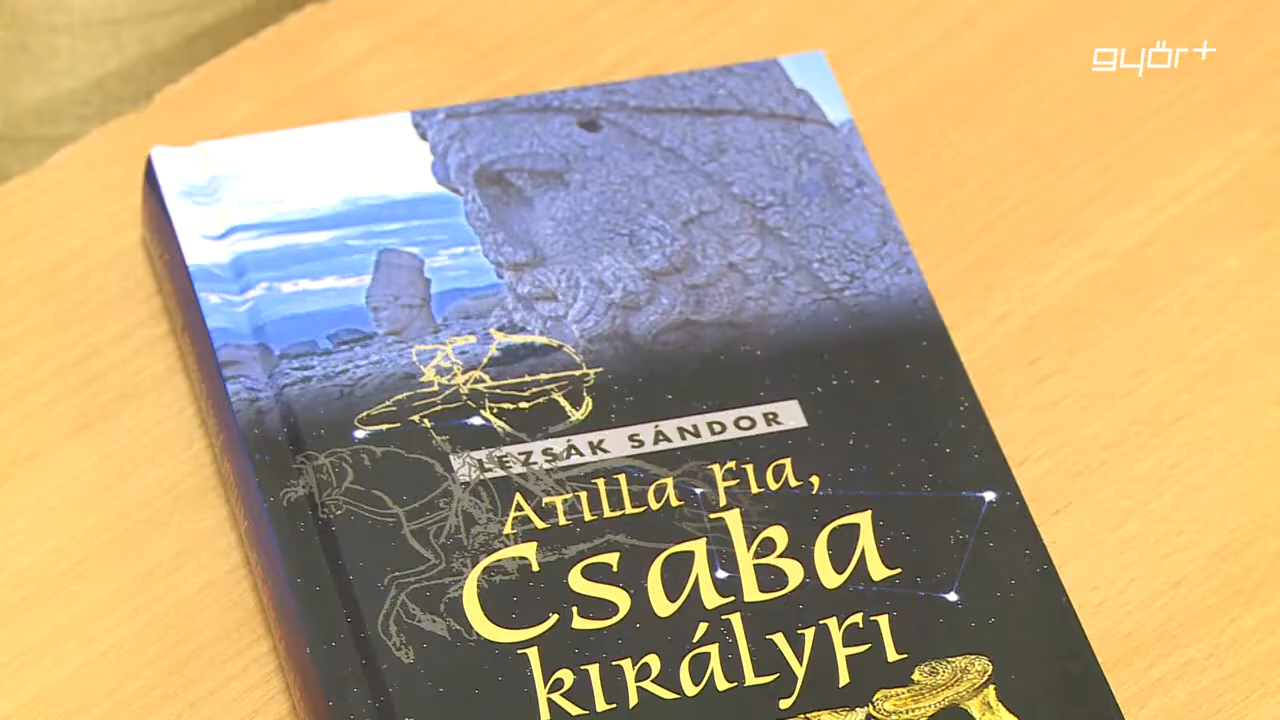 győr+
LEZSÁK SÁNDOR
Atilla fia,
Csaba
királyfi